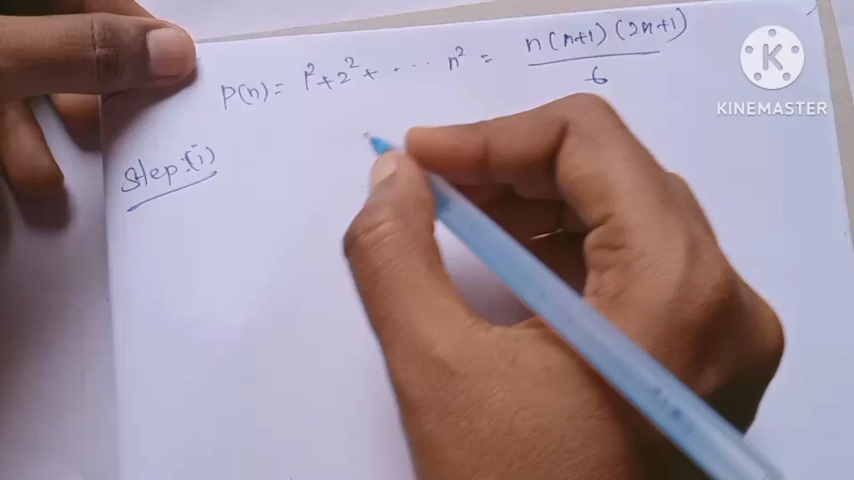 P(n) = 1² + 2² + ... n² = n(n+1)(2n+1)/6
Step:(i)
KINEMASTER